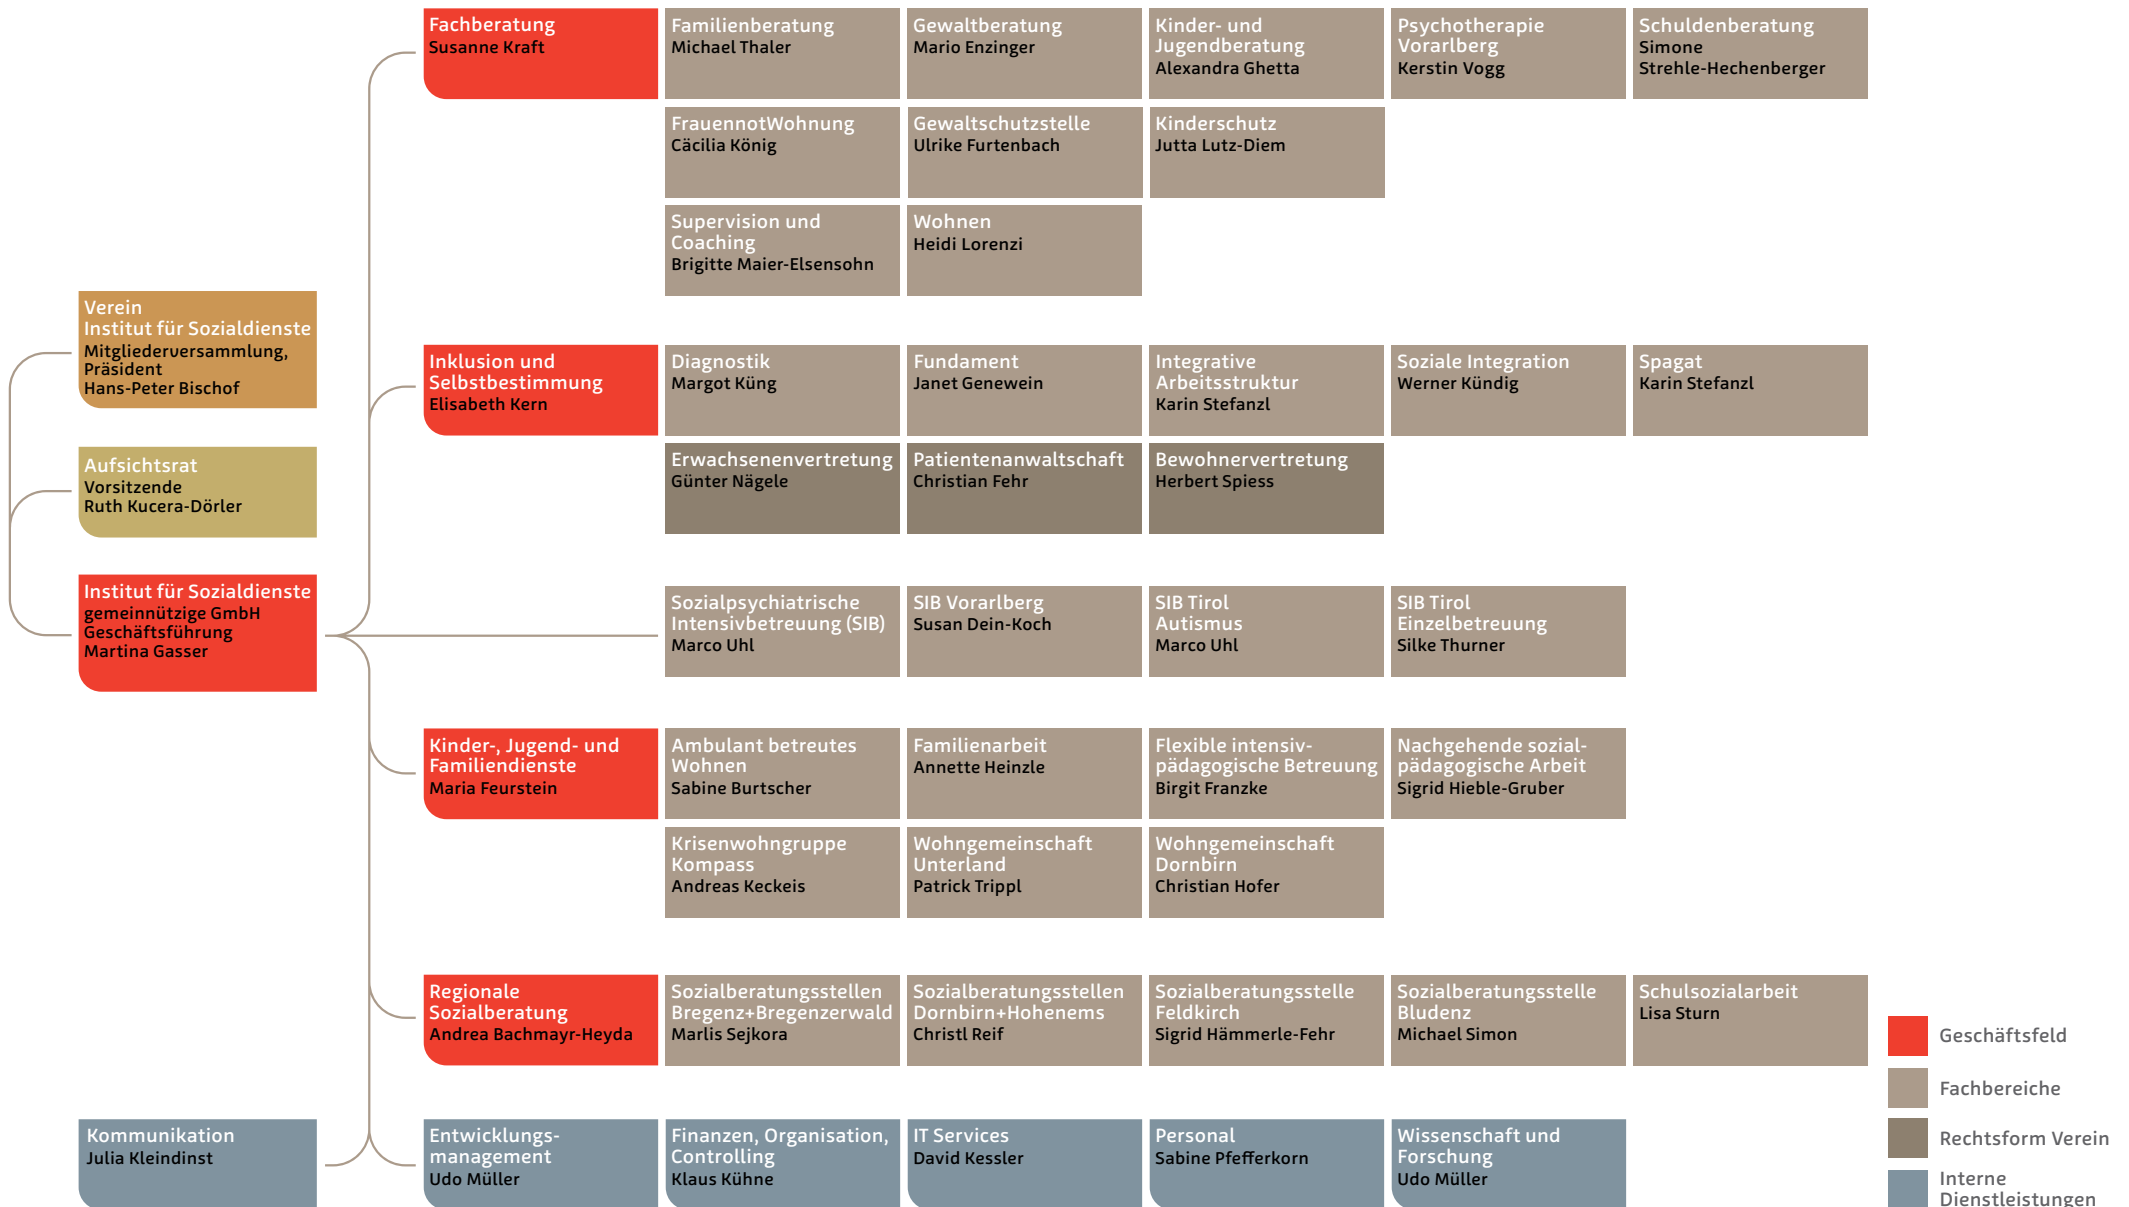 Fachberatung
Susanne Kraft
Familienberatung
Michael Thaler
Gewaltberatung
Mario Enzinger
Kinder- und
Jugendberatung
Alexandra Ghetta
Psychotherapie
Vorarlberg
Kerstin Vogg
Schuldenberatung
Simone
Strehle-Hechenberger
FrauennotWohnung
Cäcilia König
Gewaltschutzstelle
Ulrike Furtenbach
Kinderschutz
Jutta Lutz-Diem
Supervision und
Coaching
Brigitte Maier-Elsensohn
Wohnen
Heidi Lorenzi
Verein
Institut für Sozialdienste
Mitgliederversammlung,
Präsident
Hans-Peter Bischof
Inklusion und
Selbstbestimmung
Elisabeth Kern
Diagnostik
Margot Küng
Fundament
Janet Genewein
Integrative
Arbeitsstruktur
Karin Stefanzl
Soziale Integration
Werner Kündig
Spagat
Karin Stefanzl
Aufsichtsrat
Vorsitzende
Ruth Kucera-Dörler
Erwachsenenvertretung
Günter Nägele
Patientenanwaltschaft
Christian Fehr
Bewohnervertretung
Herbert Spiess
Institut für Sozialdienste
gemeinnützige GmbH
Geschäftsführung
Martina Gasser
Sozialpsychiatrische
Intensivbetreuung (SIB)
Marco Uhl
SIB Vorarlberg
Susan Dein-Koch
SIB Tirol
Autismus
Marco Uhl
SIB Tirol
Einzelbetreuung
Silke Thurner
Kinder-, Jugend- und
Familiendienste
Maria Feurstein
Ambulant betreutes
Wohnen
Sabine Burtscher
Familienarbeit
Annette Heinzle
Flexible intensiv-
pädagogische Betreuung
Birgit Franzke
Nachgehende sozial-
pädagogische Arbeit
Sigrid Hieble-Gruber
Krisenwohngruppe
Kompass
Andreas Keckeis
Wohngemeinschaft
Unterland
Patrick Trippl
Wohngemeinschaft
Dornbirn
Christian Hofer
Regionale
Sozialberatung
Andrea Bachmayr-Heyda
Sozialberatungsstellen
Bregenz+Bregenzerwald
Marlis Sejkora
Sozialberatungsstellen
Dornbirn+Hohenems
Christl Reif
Sozialberatungsstelle
Feldkirch
Sigrid Hämmerle-Fehr
Sozialberatungsstelle
Bludenz
Michael Simon
Schulsozialarbeit
Lisa Sturn
Kommunikation
Julia Kleindinst
Entwicklungs-
management
Udo Müller
Finanzen, Organisation,
Controlling
Klaus Kühne
IT Services
David Kessler
Personal
Sabine Pfefferkorn
Wissenschaft und
Forschung
Udo Müller
Geschäftsfeld
Fachbereiche
Rechtsform Verein
Interne
Dienstleistungen